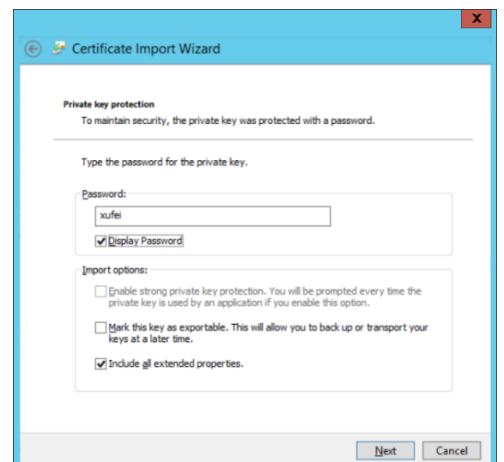 X
Certificate Import Wizard
Private key protection
To maintain security, the private key was protected with a password.
Type the password for the private key.
Password:
xufei
Display Password
Import options:
Enable strong private key protection. You will be prompted every time the
private key is used by an application if you enable this option.
Mark this key as exportable. This will allow you to back up or transport your
keys at a later time.
Include all extended properties.
Next Cancel